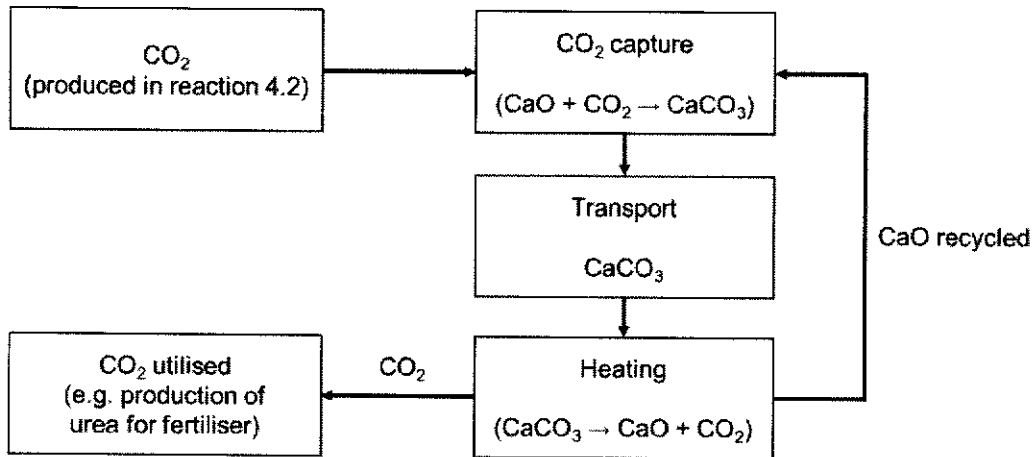 CO₂
(produced in reaction 4.2)
CO₂ capture
(CaO + CO₂ → CaCO₃)
Transport
CaCO₃
CaO recycled
Heating
(CaCO₃ → CaO + CO₂)
CO₂
CO₂ utilised
(e.g. production of
urea for fertiliser)